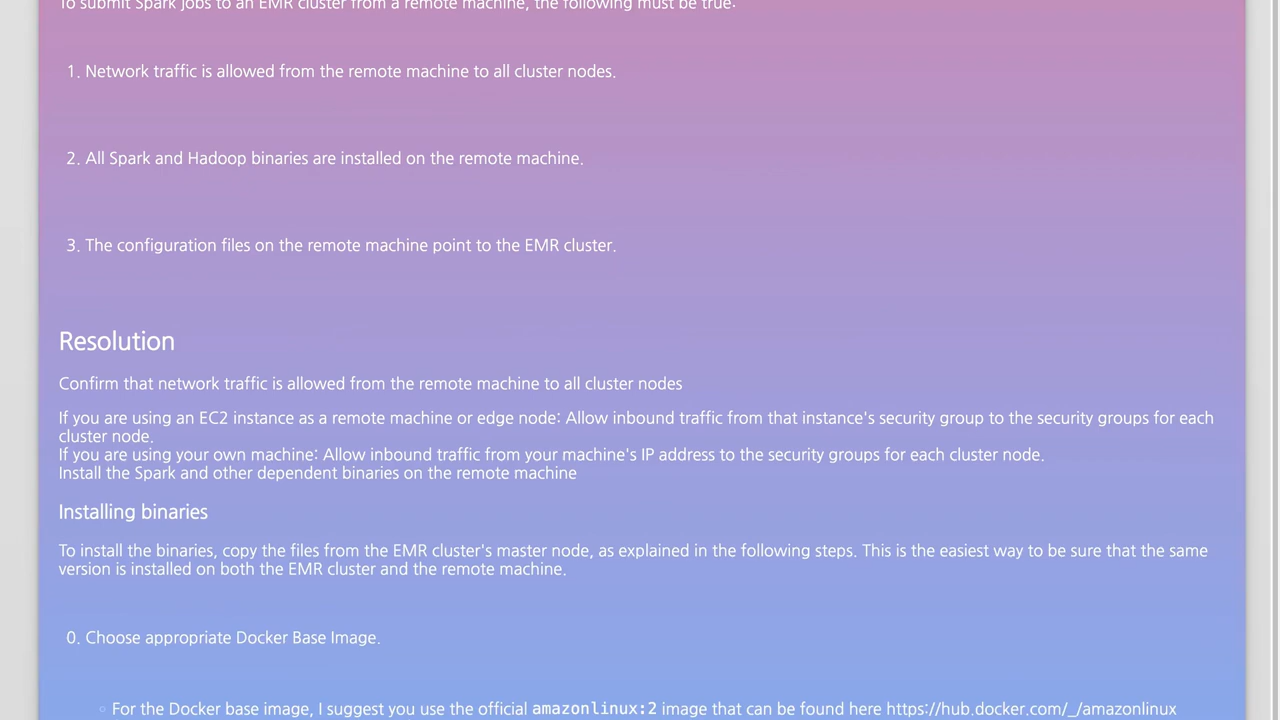 To submit Spark jobs to an EMR cluster from a remote machine, the following must be true:
1. Network traffic is allowed from the remote machine to all cluster nodes.
2. All Spark and Hadoop binaries are installed on the remote machine.
3. The configuration files on the remote machine point to the EMR cluster.
Resolution
Confirm that network traffic is allowed from the remote machine to all cluster nodes
If you are using an EC2 instance as a remote machine or edge node: Allow inbound traffic from that instance's security group to the security groups for each
cluster node.
If you are using your own machine: Allow inbound traffic from your machine's IP address to the security groups for each cluster node.
Install the Spark and other dependent binaries on the remote machine
Installing binaries
To install the binaries, copy the files from the EMR cluster's master node, as explained in the following steps. This is the easiest way to be sure that the same
version is installed on both the EMR cluster and the remote machine.
0. Choose appropriate Docker Base Image.
◦ For the Docker base image, I suggest you use the official amazonlinux:2 image that can be found here https://hub.docker.com/_/amazonlinux